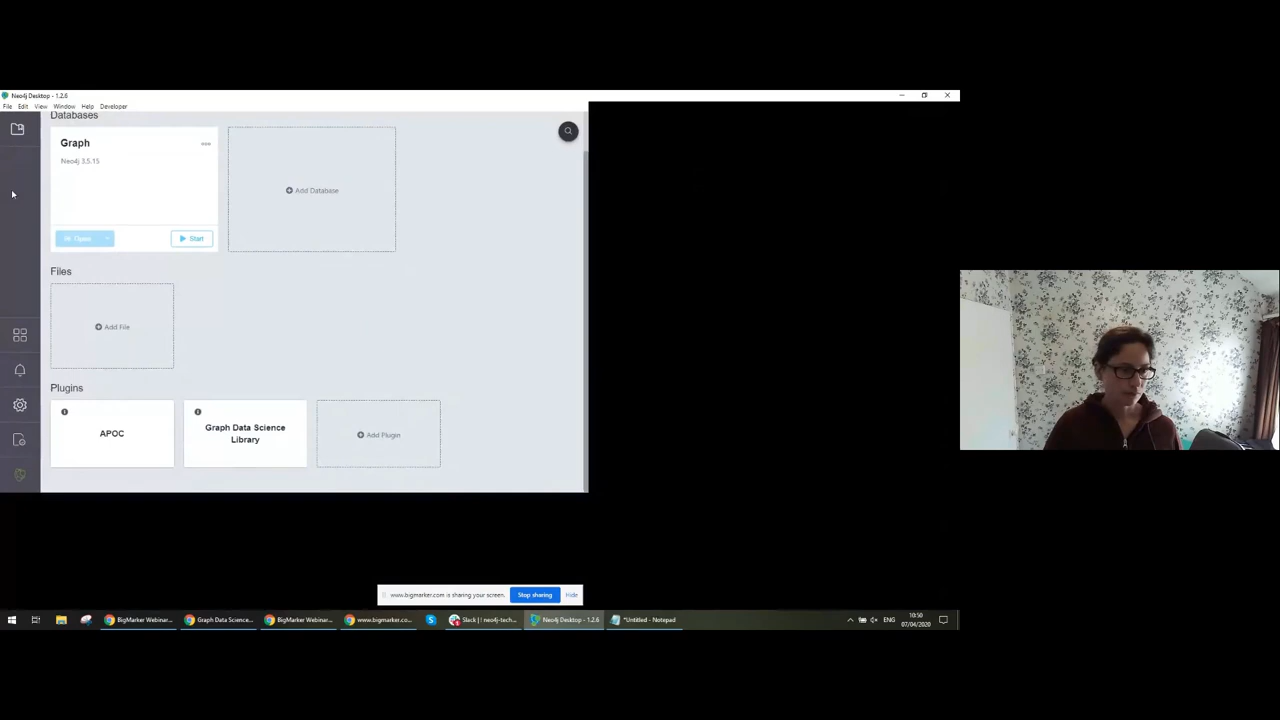 Neo4j Desktop - 1.2.6
File Edit View Window Help Developer
Databases
Graph
Neo4j 3.5.15
Add Database
Open
Start
Files
Add File
Plugins
APOC
Graph Data Science
Library
Add Plugin
www.bigmarker.com is sharing your screen.
Stop sharing
Hide
BigMarker Webinar...
Graph Data Science...
BigMarker Webinar...
www.bigmarker.co...
Slack | ! neo4j-tech...
Neo4j Desktop - 1.2.6
*Untitled - Notepad
ENG
10:50
07/04/2020